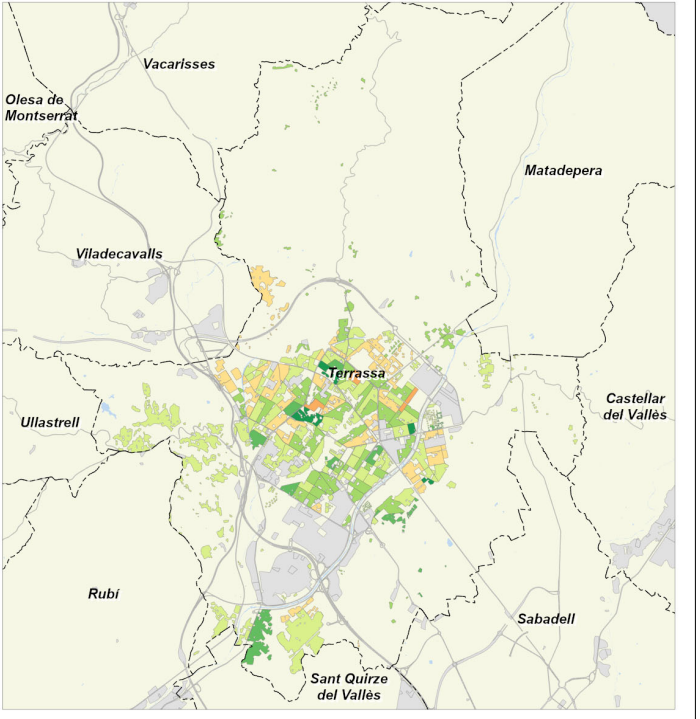 Vacarisses
Olesa de
Montserrat
Matadepera
Viladecavalls
Terrassa
Castellar
del Vallès
Ullastrell
Rubí
Sabadell
Sant Quirze
del Vallès